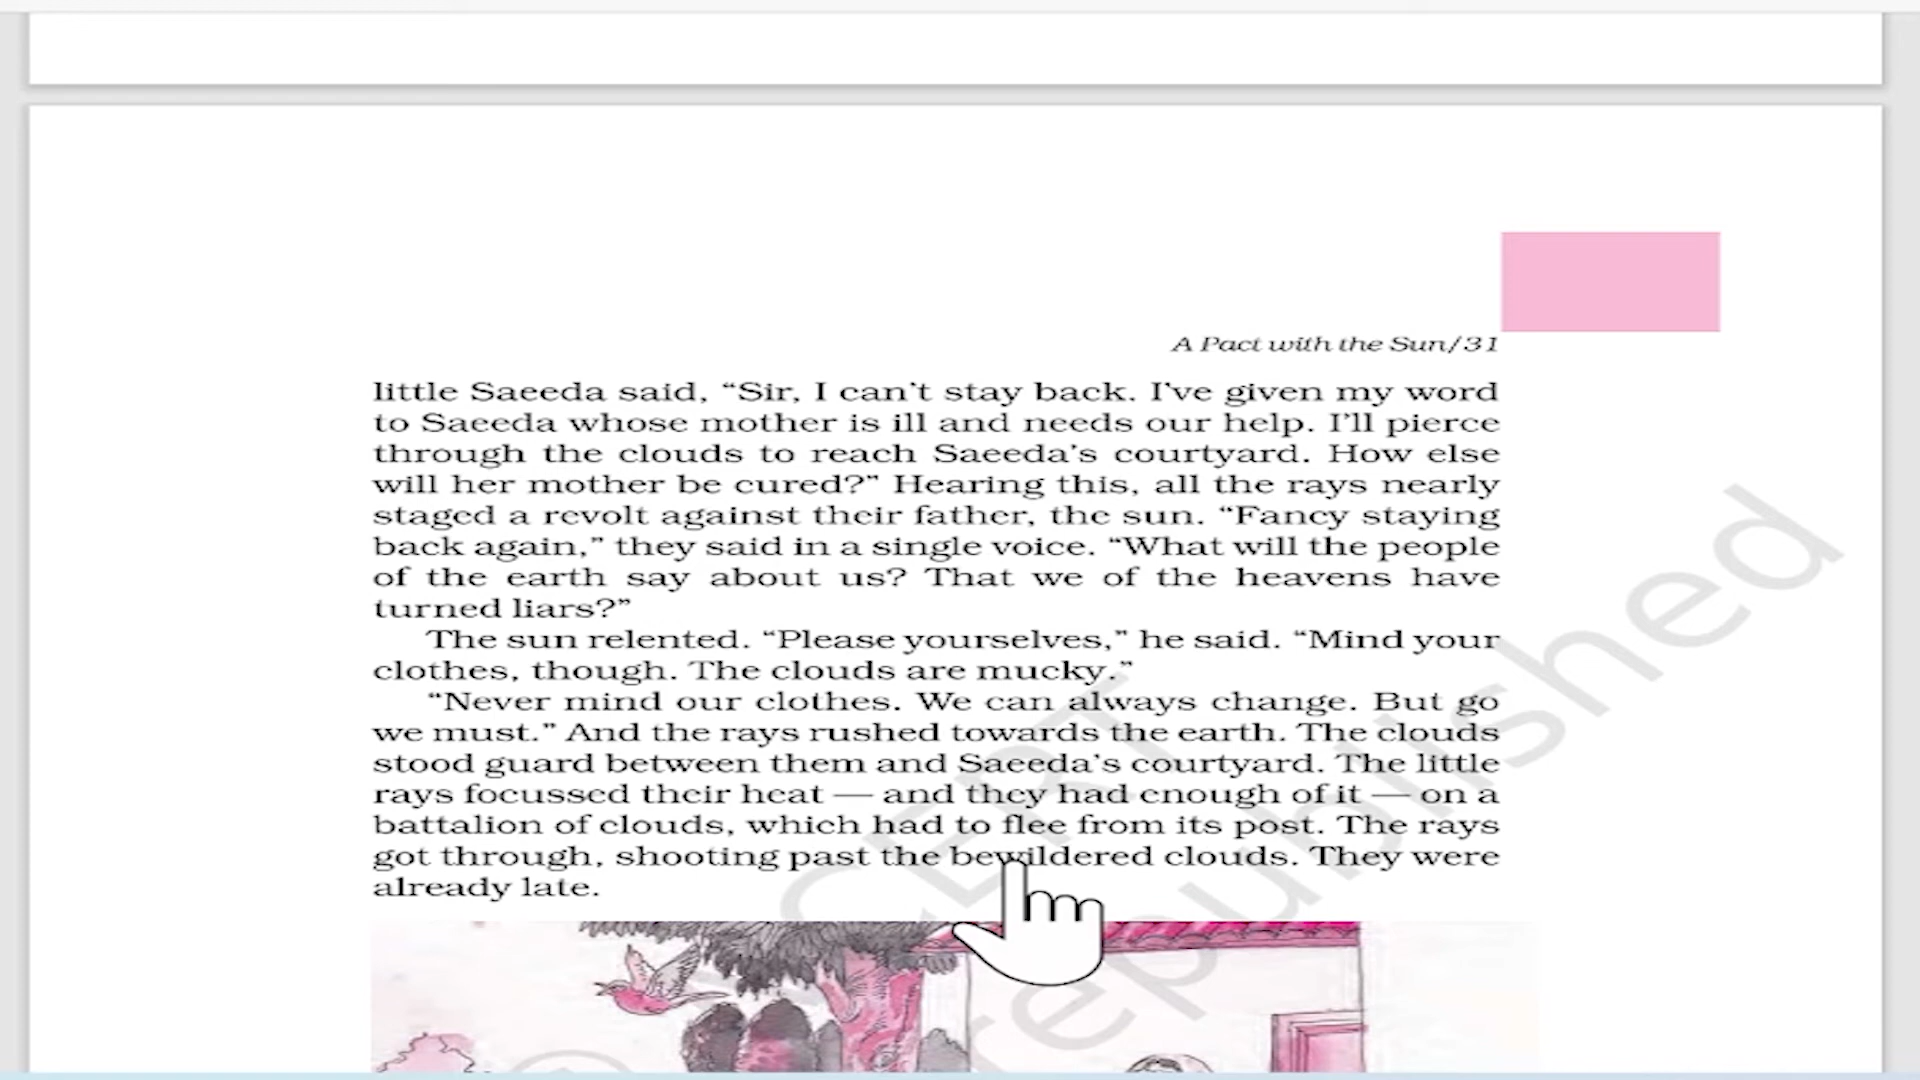 A Pact with the Sun/31
little Saeeda said, “Sir, I can’t stay back. I’ve given my word
to Saeeda whose mother is ill and needs our help. I’ll pierce
through the clouds to reach Saeeda’s courtyard. How else
will her mother be cured?” Hearing this, all the rays nearly
staged a revolt against their father, the sun. “Fancy staying
back again,” they said in a single voice. “What will the people
of the earth say about us? That we of the heavens have
turned liars?”
The sun relented. “Please yourselves,” he said. “Mind your
clothes, though. The clouds are mucky.”
“Never mind our clothes. We can always change. But go
we must.” And the rays rushed towards the earth. The clouds
stood guard between them and Saeeda’s courtyard. The little
rays focussed their heat — and they had enough of it — on a
battalion of clouds, which had to flee from its post. The rays
got through, shooting past the bewildered clouds. They were
already late.
CERT
republished